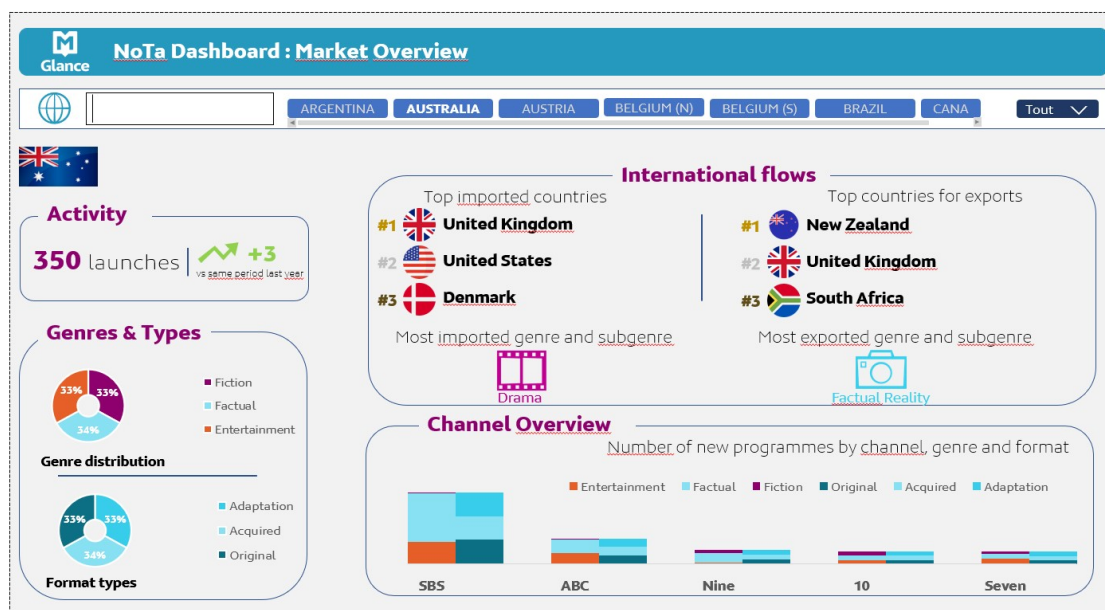 Glance
NoTa Dashboard : Market Overview
ARGENTINA
AUSTRALIA
AUSTRIA
BELGIUM (N)
BELGIUM (S)
BRAZIL
CANA
Tout
Activity
350 launches
+3
vs same period last year
Genres & Types
33%
33%
34%
Fiction
Factual
Entertainment
Genre distribution
33%
33%
34%
Adaptation
Acquired
Original
Format types
International flows
Top imported countries
#1 United Kingdom
#2 United States
#3 Denmark
Top countries for exports
#1 New Zealand
#2 United Kingdom
#3 South Africa
Most imported genre and subgenre
Drama
Most exported genre and subgenre
Factual Reality
Channel Overview
Number of new programmes by channel, genre and format
Entertainment
Factual
Fiction
Original
Acquired
Adaptation
SBS
ABC
Nine
10
Seven